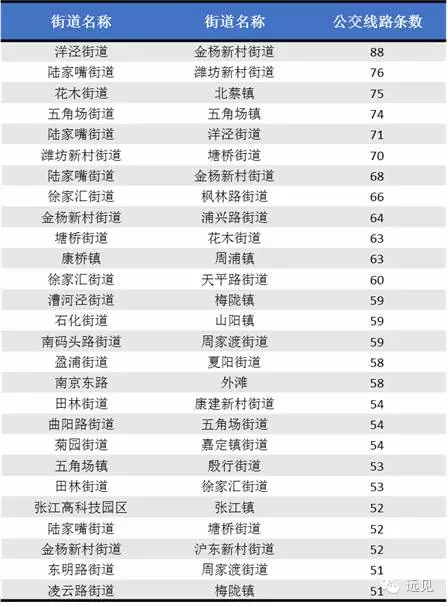 街道名称 街道名称 公交线路条数
洋泾街道 金杨新村街道 88
陆家嘴街道 潍坊新村街道 76
花木街道 北蔡镇 75
五角场街道 五角场镇 74
陆家嘴街道 洋泾街道 71
潍坊新村街道 塘桥街道 70
陆家嘴街道 金杨新村街道 68
徐家汇街道 枫林路街道 66
金杨新村街道 浦兴路街道 64
塘桥街道 花木街道 63
康桥镇 周浦镇 63
徐家汇街道 天平路街道 60
漕河泾街道 梅陇镇 59
石化街道 山阳镇 59
南码头路街道 周家渡街道 59
盈浦街道 夏阳街道 58
南京东路 外滩 58
田林街道 康建新村街道 54
曲阳路街道 五角场街道 54
菊园街道 嘉定镇街道 54
五角场镇 殷行街道 53
田林街道 徐家汇街道 53
张江高科技园区 张江镇 52
陆家嘴街道 塘桥街道 52
金杨新村街道 沪东新村街道 52
东明路街道 周家渡街道 51
凌云路街道 梅陇镇 51
远见